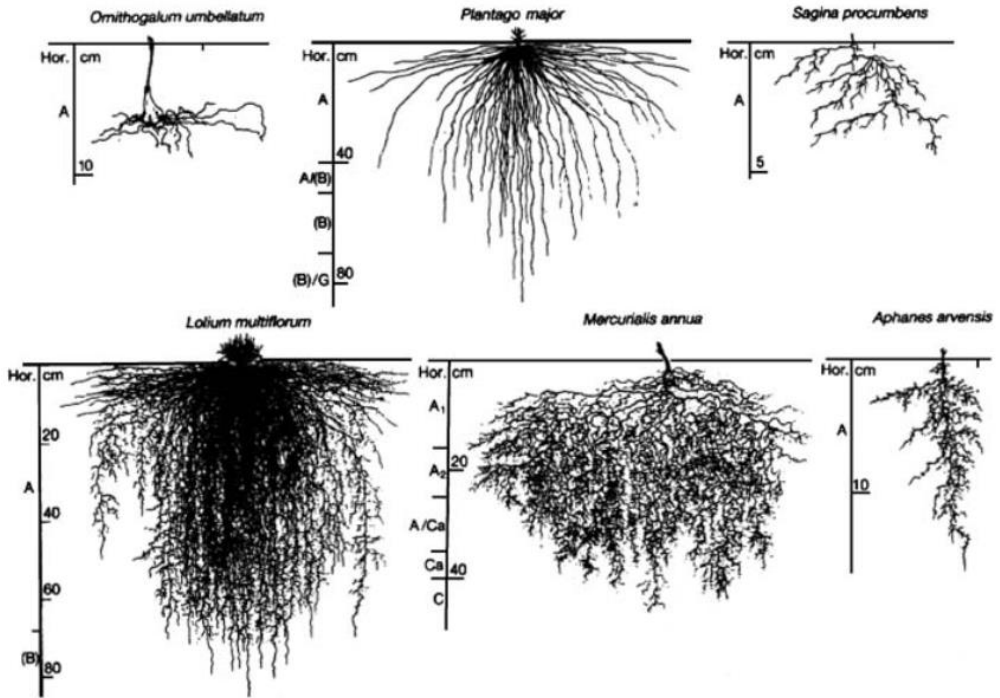 Ornithogalum umbellatum
Hor. cm
A
10
Plantago major
Hor. cm
A
40
A/(B)
(B)
(B)/G
80
Sagina procumbens
Hor. cm
A
5
Lolium multiflorum
Hor. cm
20
A
40
60
(B)
80
Mercurialis annua
Hor. cm
A₁
A₂
20
A/Ca
Ca
40
C
Aphanes arvensis
Hor. cm
A
10